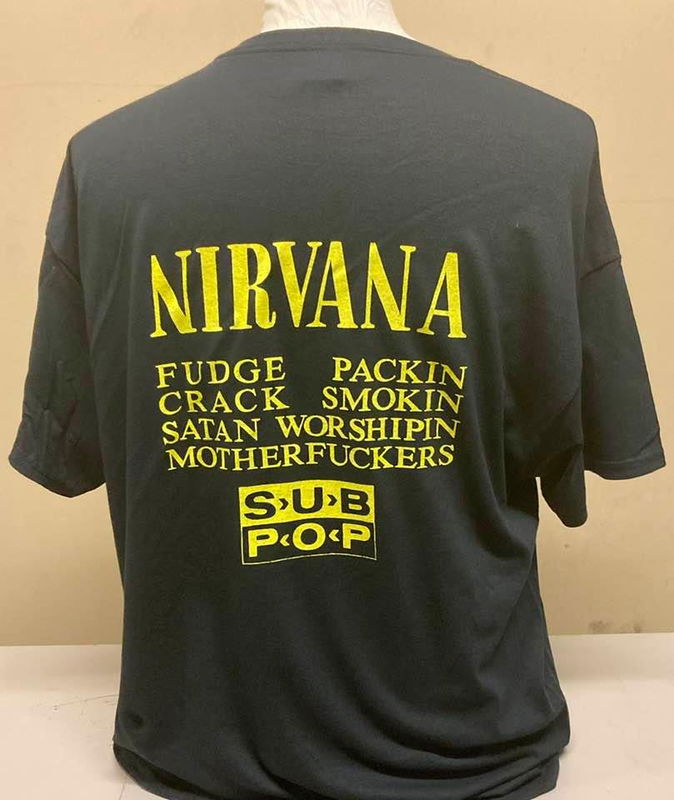 NIRVANA
FUDGE PACKIN
CRACK SMOKIN
SATAN WORSHIPIN
MOTHERFUCKERS
S›U›B
P‹O‹P